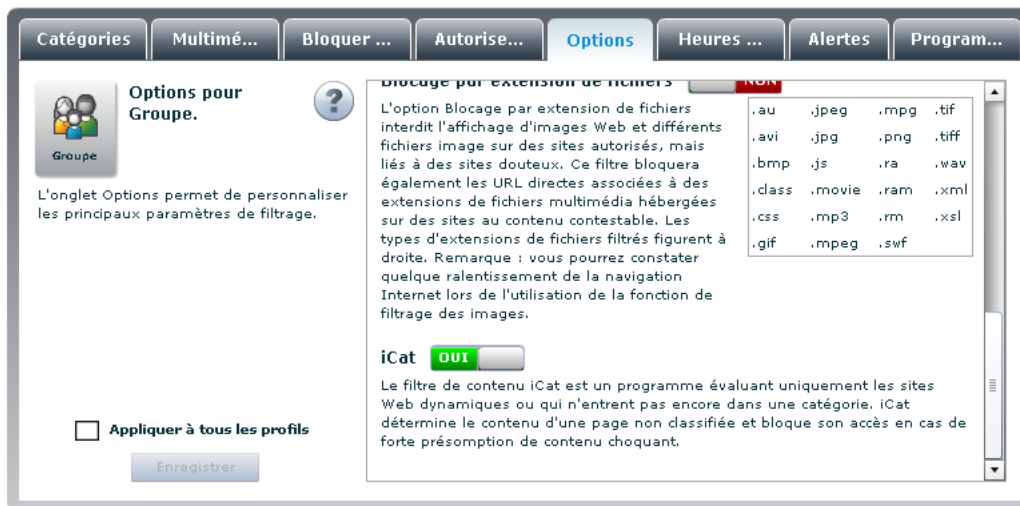 Catégories
Multimé...
Bloquer ...
Autorise...
Options
Heures ...
Alertes
Program...
Options pour
Groupe.
?
Groupe
L'onglet Options permet de personnaliser
les principaux paramètres de filtrage.
Appliquer à tous les profils
Enregistrer
Blocage par extension de fichiers
NON
L'option Blocage par extension de fichiers
interdit l'affichage d'images Web et différents
fichiers image sur des sites autorisés, mais
liés à des sites douteux. Ce filtre bloquera
également les URL directes associées à des
extensions de fichiers multimédia hébergées
sur des sites au contenu contestable. Les
types d'extensions de fichiers filtrés figurent à
droite. Remarque : vous pourrez constater
quelque ralentissement de la navigation
Internet lors de l'utilisation de la fonction de
filtrage des images.
.au .jpeg .mpg .tif
.avi .jpg .png .tiff
.bmp .js .ra .wav
.class .movie .ram .xml
.css .mp3 .rm .xsl
.gif .mpeg .swf
iCat
OUI
Le filtre de contenu iCat est un programme évaluant uniquement les sites
Web dynamiques ou qui n'entrent pas encore dans une catégorie. iCat
détermine le contenu d'une page non classifiée et bloque son accès en cas de
forte présomption de contenu choquant.